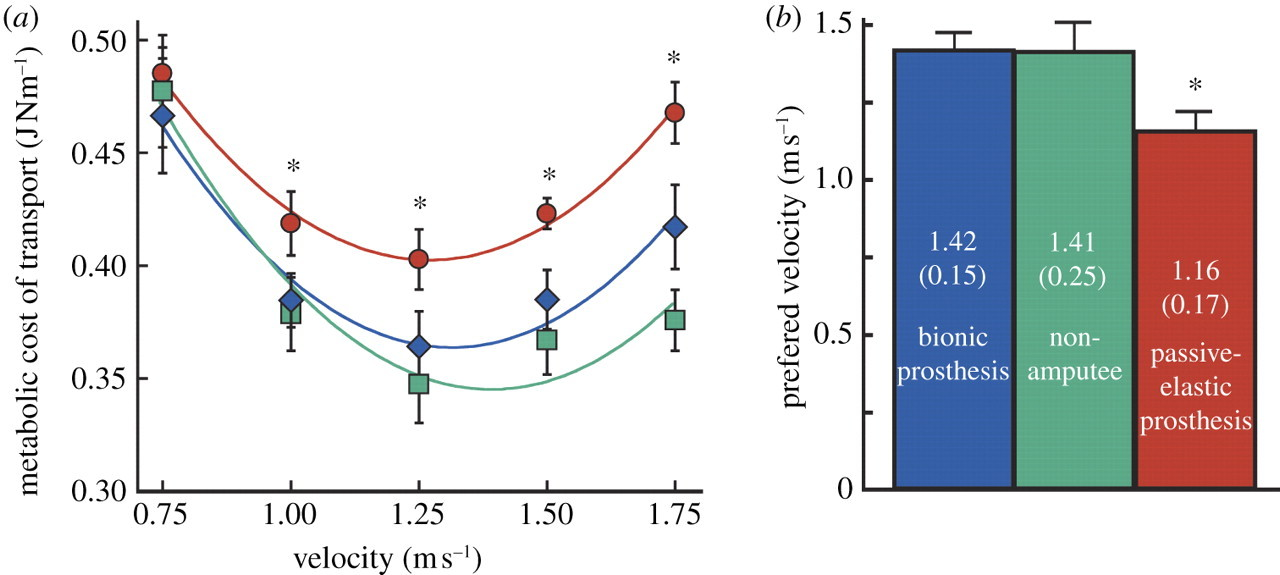 (a)
metabolic cost of transport (J Nm⁻¹)
0.50
0.45
0.40
0.35
0.30
*
*
*
*
0.75
1.00
1.25
1.50
1.75
velocity (m s⁻¹)
(b)
prefered velocity (m s⁻¹)
1.5
1.0
0.5
0
1.42
(0.15)
bionic
prosthesis
1.41
(0.25)
non-
amputee
*
1.16
(0.17)
passive-
elastic
prosthesis